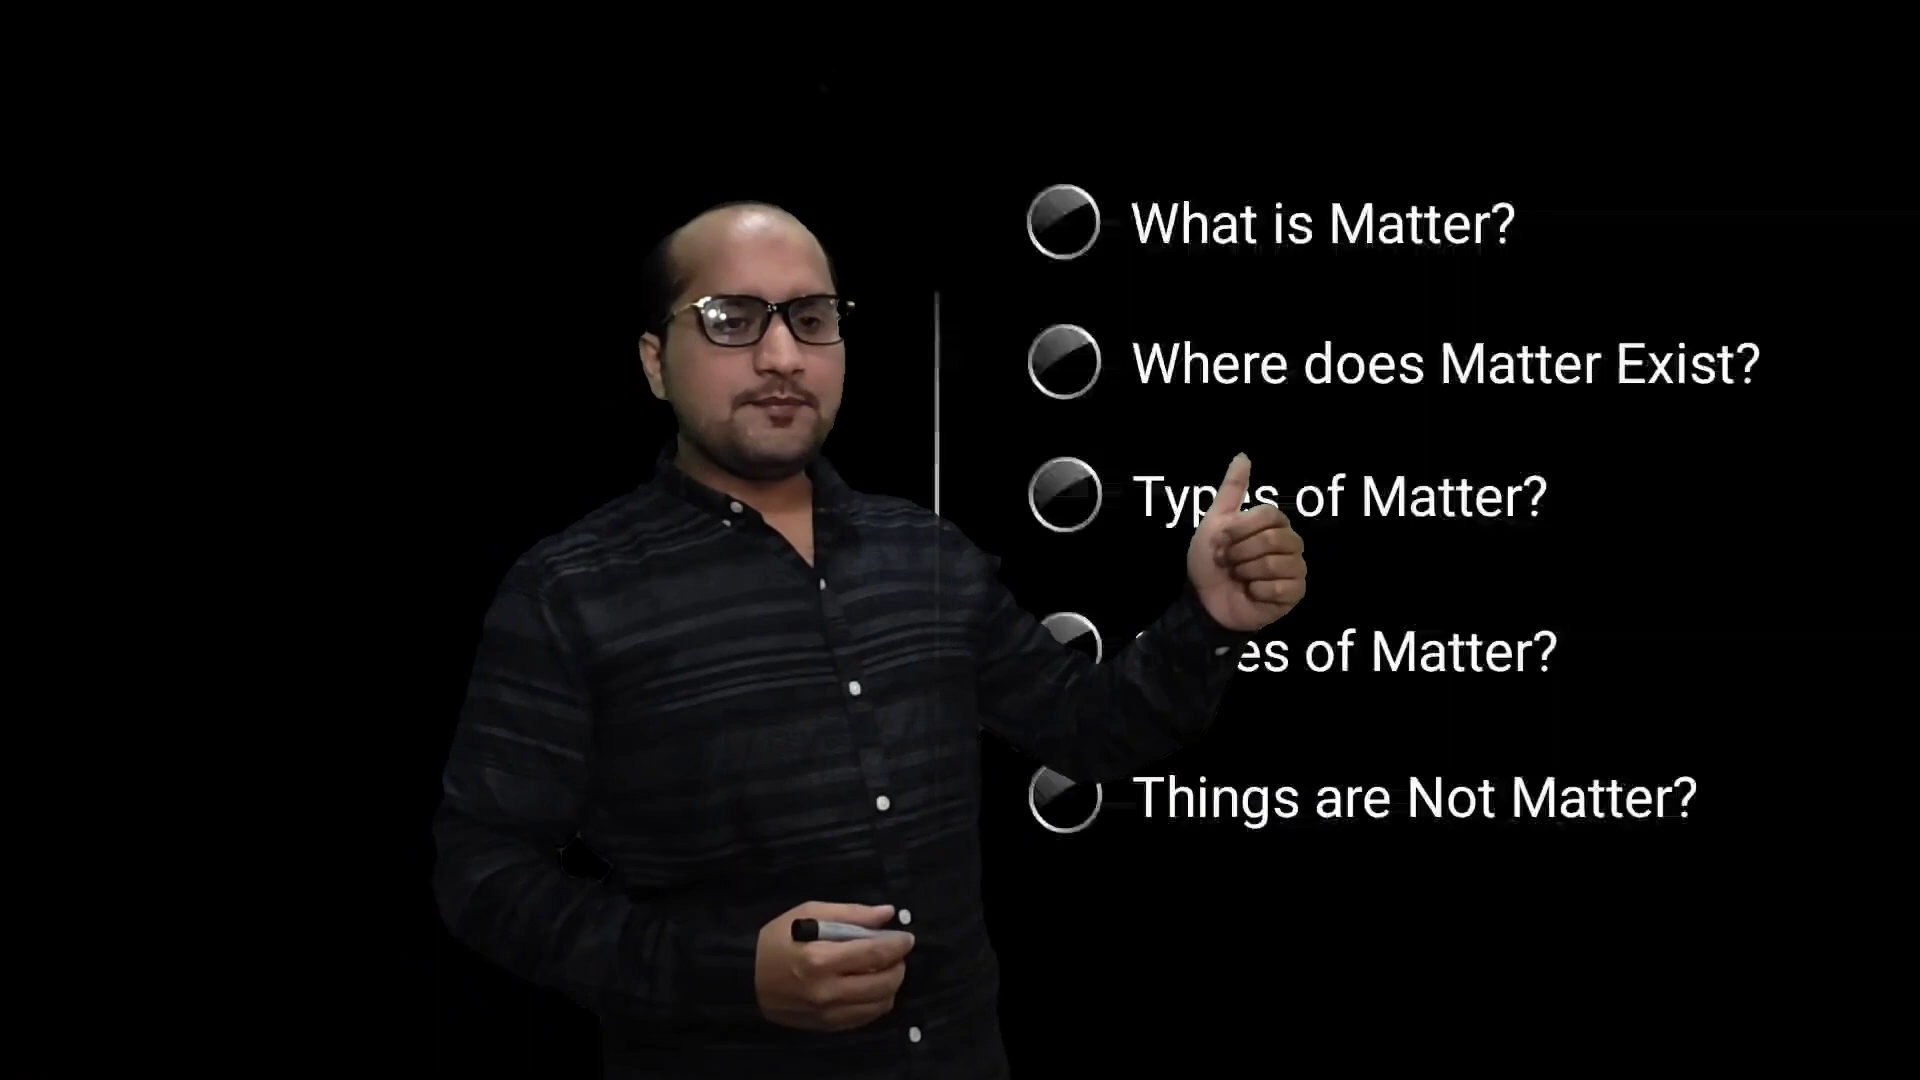 What is Matter?
Where does Matter Exist?
Types of Matter?
of Matter?
Things are Not Matter?